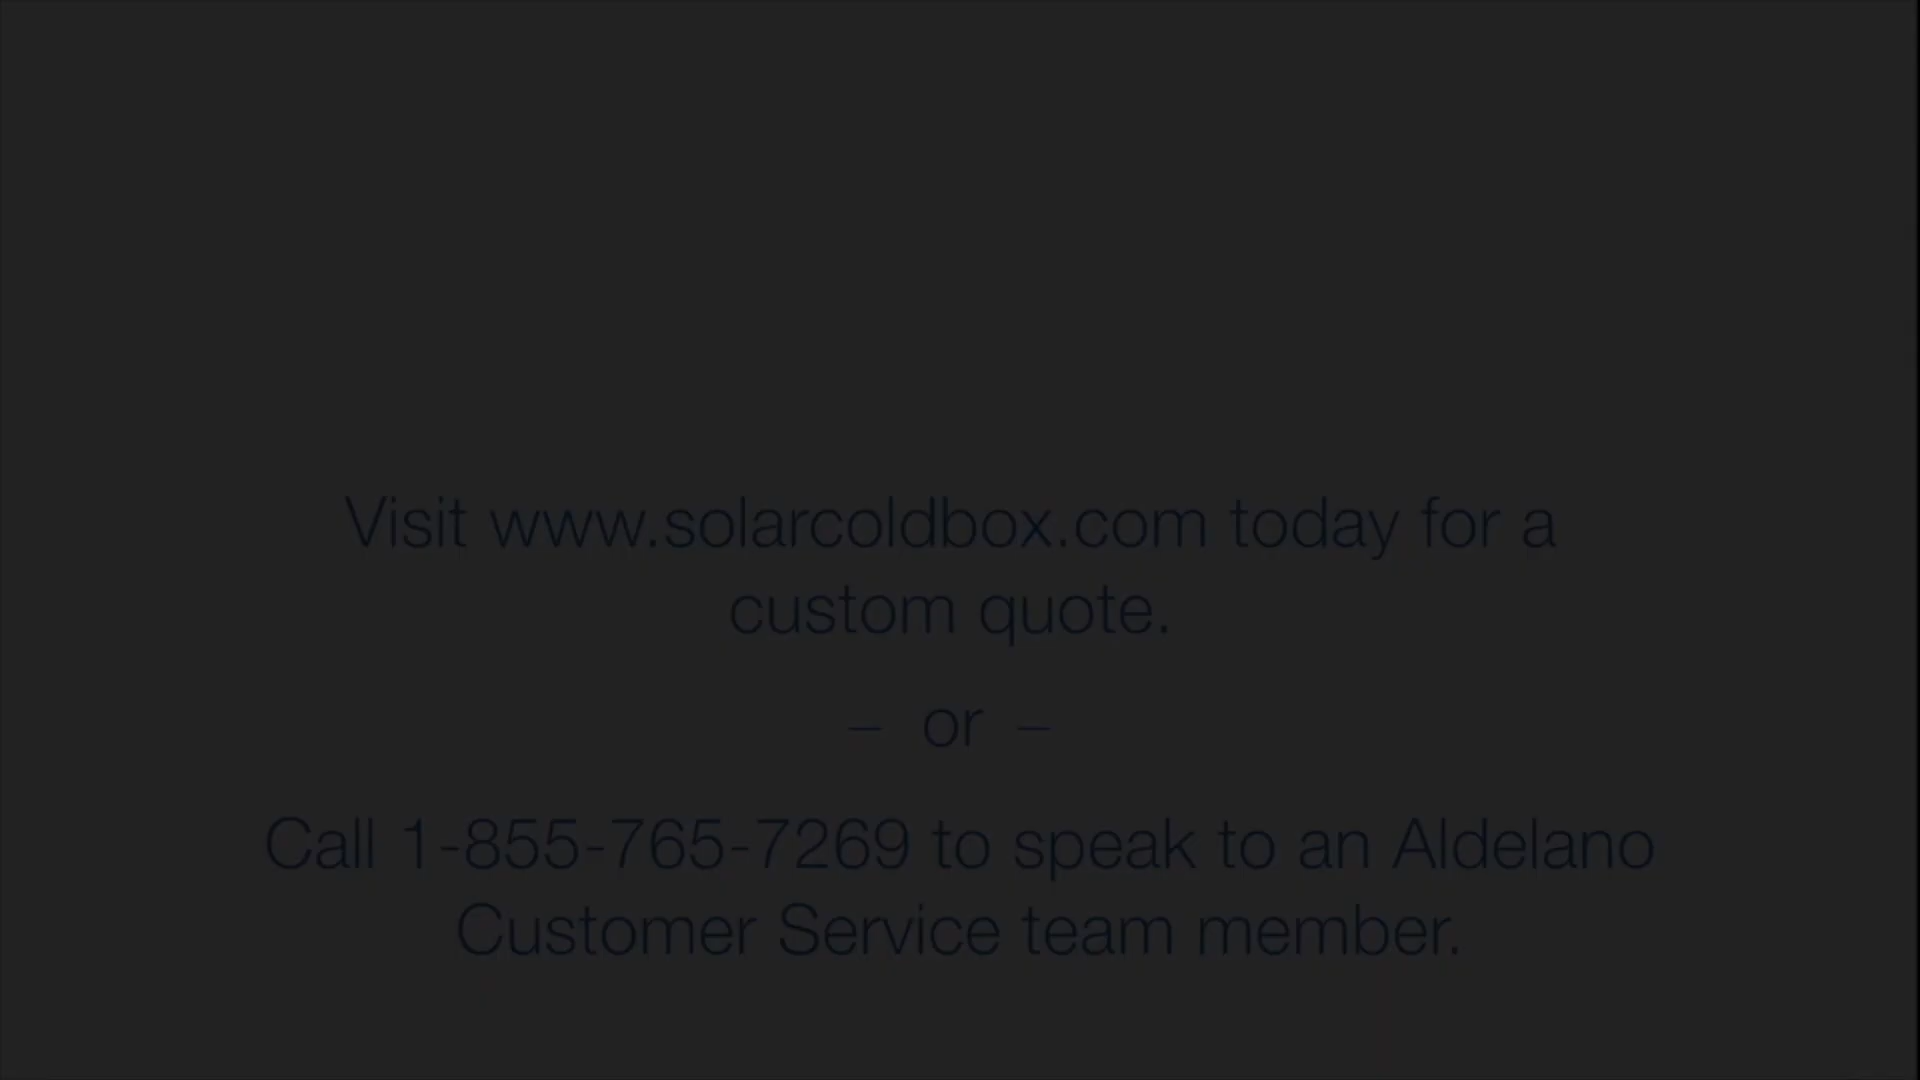 Visit www.solarcoldbox.com today for a
custom quote.
– or –
Call 1-855-765-7269 to speak to an Aldelano
Customer Service team member.